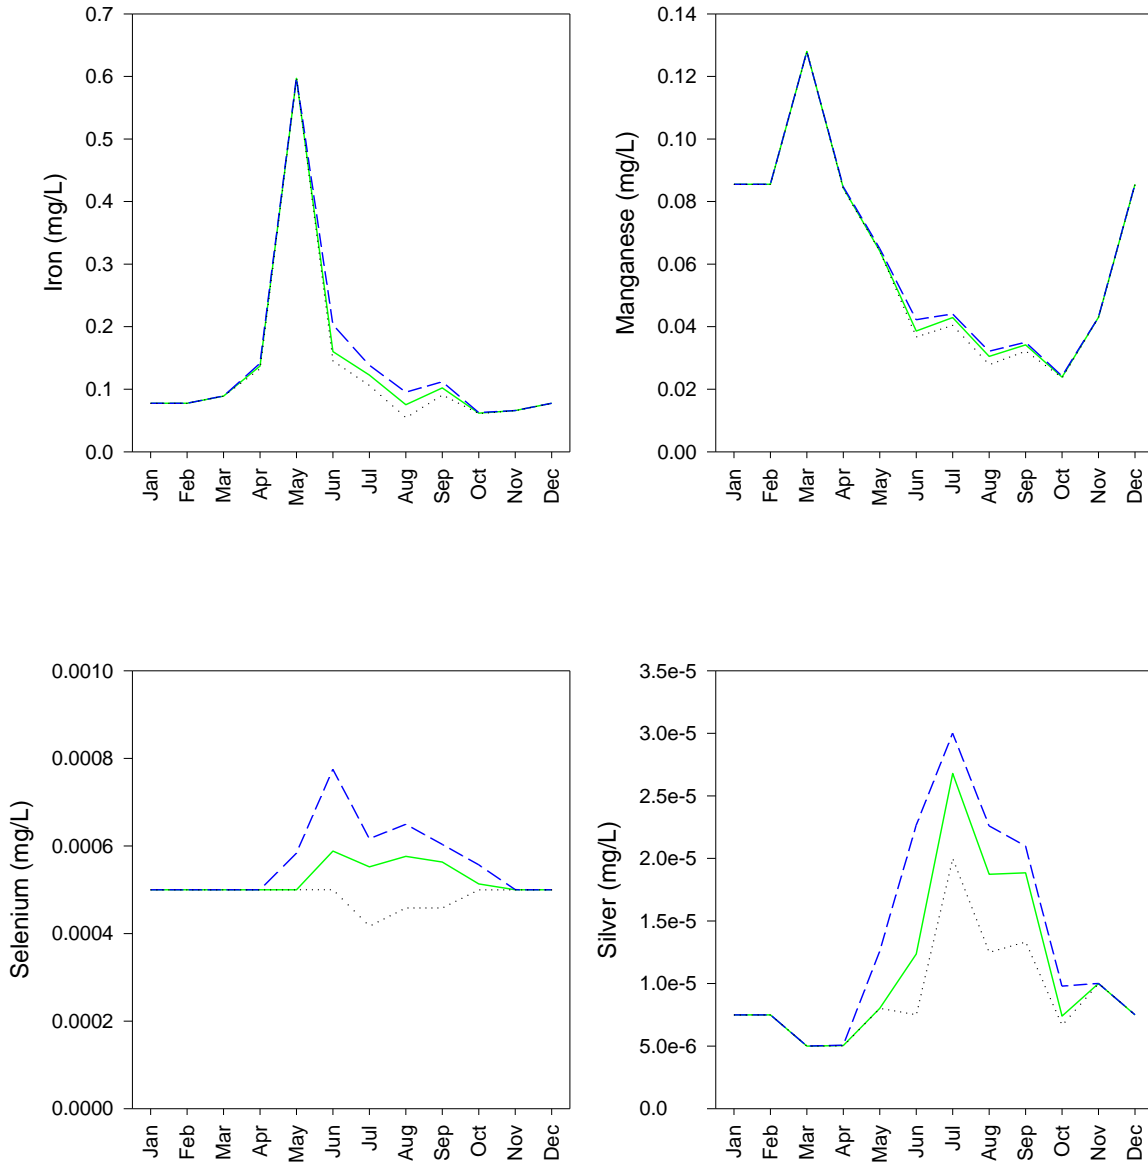 Iron (mg/L)
0.7
0.6
0.5
0.4
0.3
0.2
0.1
0.0
Jan Feb Mar Apr May Jun Jul Aug Sep Oct Nov Dec
Manganese (mg/L)
0.14
0.12
0.10
0.08
0.06
0.04
0.02
0.00
Jan Feb Mar Apr May Jun Jul Aug Sep Oct Nov Dec
Selenium (mg/L)
0.0010
0.0008
0.0006
0.0004
0.0002
0.0000
Jan Feb Mar Apr May Jun Jul Aug Sep Oct Nov Dec
Silver (mg/L)
3.5e-5
3.0e-5
2.5e-5
2.0e-5
1.5e-5
1.0e-5
5.0e-6
0.0
Jan Feb Mar Apr May Jun Jul Aug Sep Oct Nov Dec